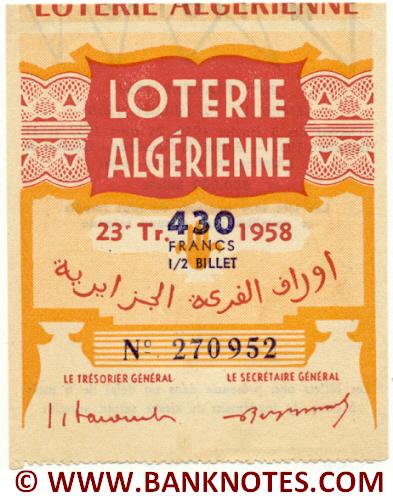 LOTERIE ALGERIENNE
LOTERIE
ALGÉRIENNE
23e Tr. 430 1958
FRANCS
1/2 BILLET
اوراق القرعة الجزايرية
No 270952
LE TRÉSORIER GÉNÉRAL LE SECRÉTAIRE GÉNÉRAL
© WWW.BANKNOTES.COM ©